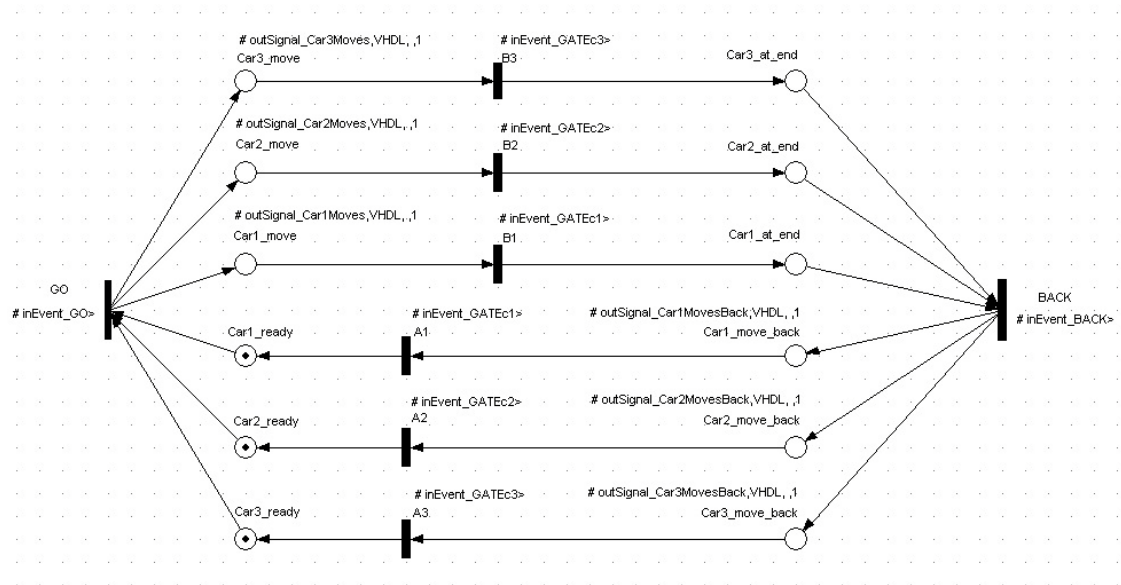 # outSignal_Car3Moves,VHDL, ,1
Car3_move
# inEvent_GATEc3>
B3
Car3_at_end
# outSignal_Car2Moves,VHDL, ,1
Car2_move
# inEvent_GATEc2>
B2
Car2_at_end
# outSignal_Car1Moves,VHDL, ,1
Car1_move
# inEvent_GATEc1>
B1
Car1_at_end
GO
# inEvent_GO>
BACK
# inEvent_BACK>
Car1_ready
# inEvent_GATEc1>
A1
# outSignal_Car1MovesBack,VHDL, ,1
Car1_move_back
Car2_ready
# inEvent_GATEc2>
A2
# outSignal_Car2MovesBack,VHDL, ,1
Car2_move_back
Car3_ready
# inEvent_GATEc3>
A3
# outSignal_Car3MovesBack,VHDL, ,1
Car3_move_back